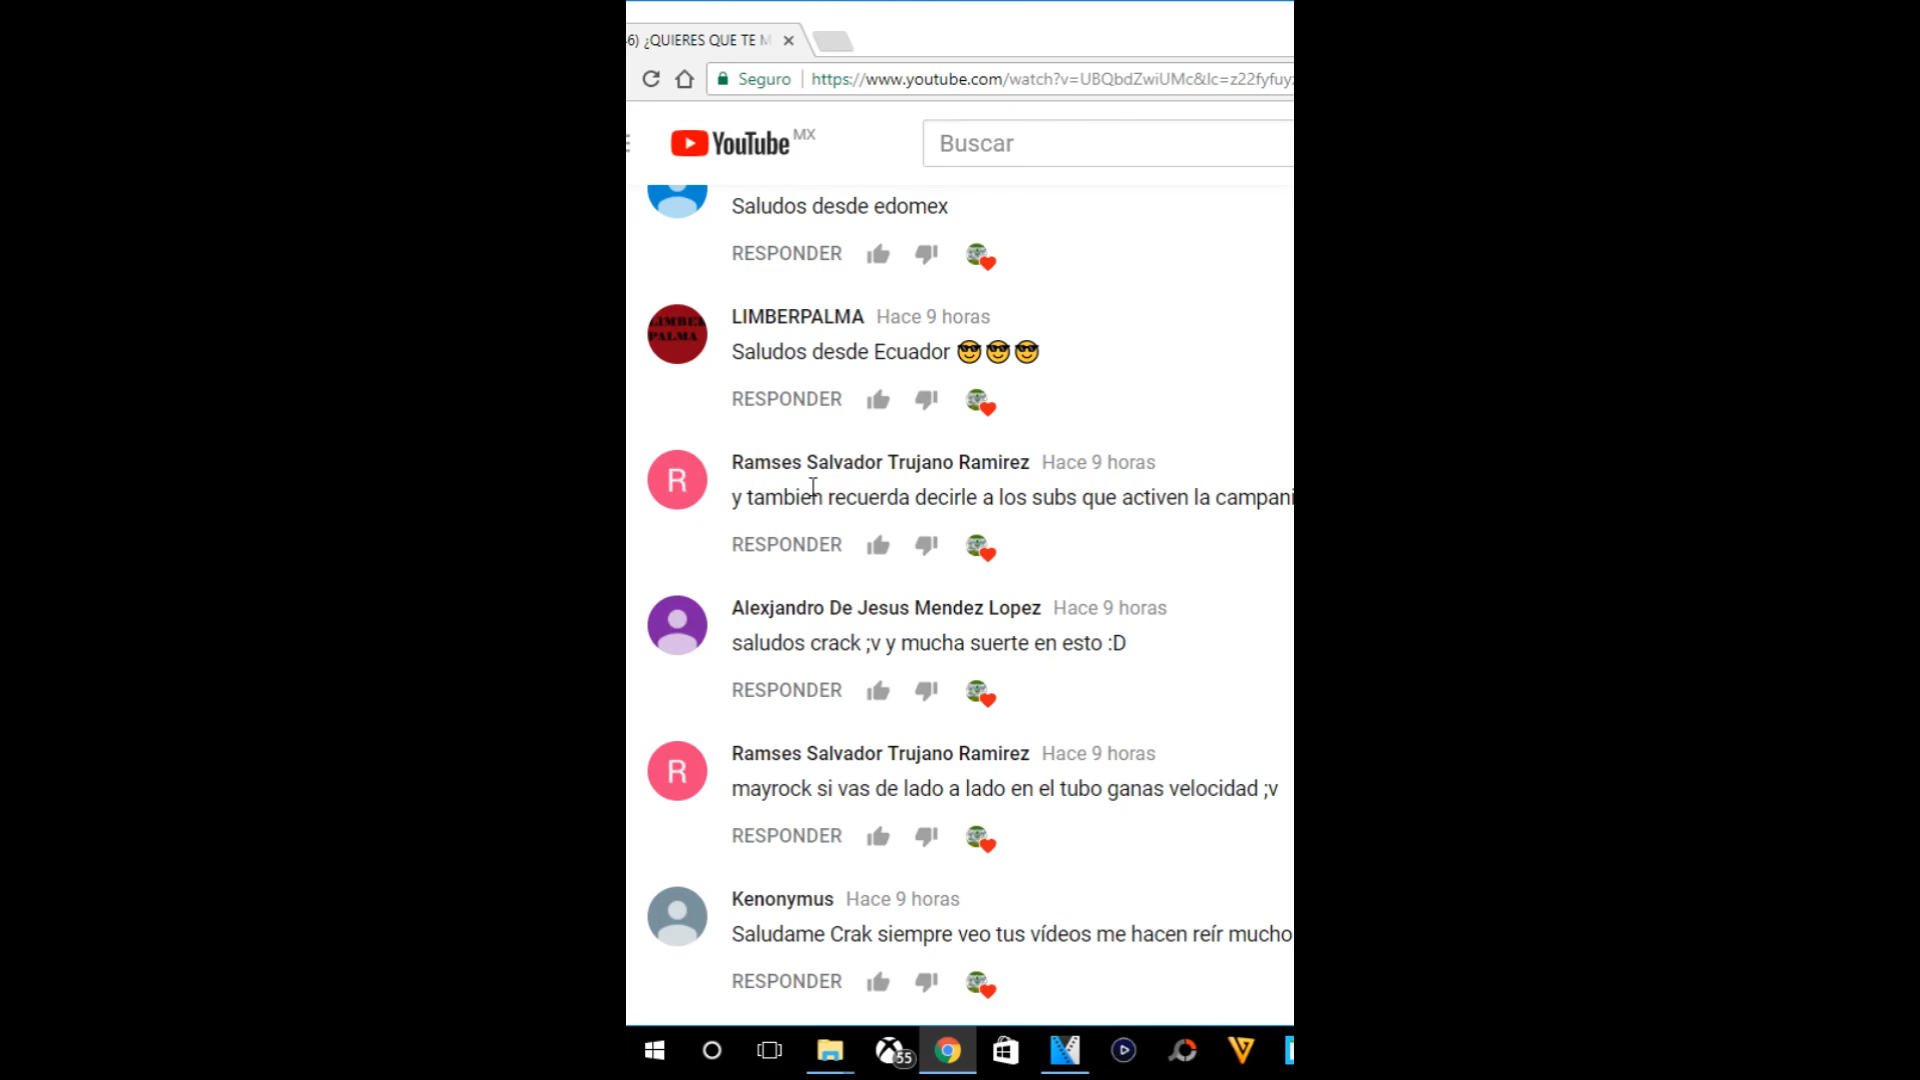 6) ¿QUIERES QUE TE M
Seguro https://www.youtube.com/watch?v=UBQbdZwiUMc&lc=z22fyfuy
YouTube MX
Buscar
Saludos desde edomex
RESPONDER
LIMBERPALMA Hace 9 horas
LIMBER
PALMA
Saludos desde Ecuador 😎😎😎
RESPONDER
Ramses Salvador Trujano Ramirez Hace 9 horas
R
y tambien recuerda decirle a los subs que activen la campani
RESPONDER
Alexjandro De Jesus Mendez Lopez Hace 9 horas
saludos crack ;v y mucha suerte en esto :D
RESPONDER
Ramses Salvador Trujano Ramirez Hace 9 horas
R
mayrock si vas de lado a lado en el tubo ganas velocidad ;v
RESPONDER
Kenonymus Hace 9 horas
Saludame Crak siempre veo tus vídeos me hacen reír mucho
RESPONDER
55